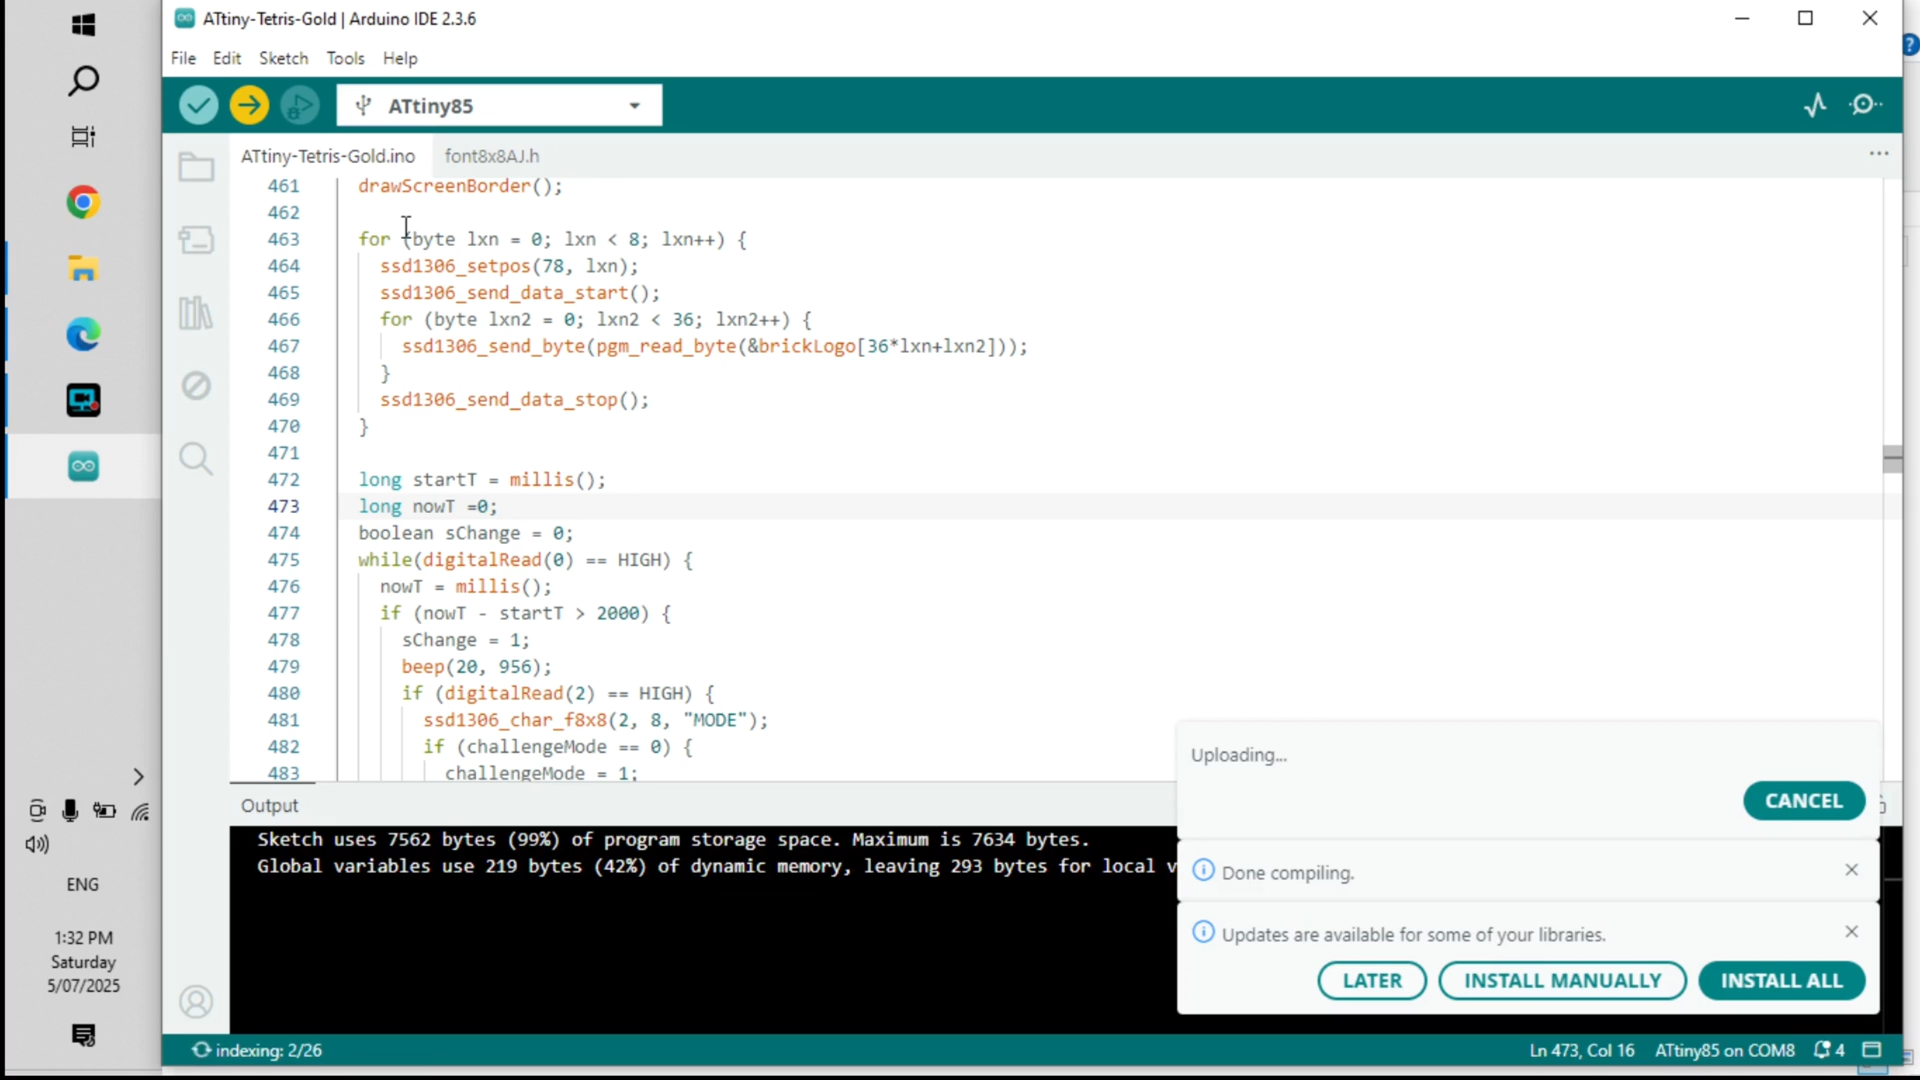 ATtiny-Tetris-Gold | Arduino IDE 2.3.6
File Edit Sketch Tools Help
ATtiny85
ATtiny-Tetris-Gold.ino font8x8AJ.h
461 drawScreenBorder();
462
463 for (byte lxn = 0; lxn < 8; lxn++) {
464 ssd1306_setpos(78, lxn);
465 ssd1306_send_data_start();
466 for (byte lxn2 = 0; lxn2 < 36; lxn2++) {
467 ssd1306_send_byte(pgm_read_byte(&brickLogo[36*lxn+lxn2]));
468 }
469 ssd1306_send_data_stop();
470 }
471
472 long startT = millis();
473 long nowT =0;
474 boolean sChange = 0;
475 while(digitalRead(0) == HIGH) {
476 nowT = millis();
477 if (nowT - startT > 2000) {
478 sChange = 1;
479 beep(20, 956);
480 if (digitalRead(2) == HIGH) {
481 ssd1306_char_f8x8(2, 8, "MODE");
482 if (challengeMode == 0) {
483 challengeMode = 1;
Uploading...
CANCEL
Output
Sketch uses 7562 bytes (99%) of program storage space. Maximum is 7634 bytes.
Global variables use 219 bytes (42%) of dynamic memory, leaving 293 bytes for local v
Done compiling.
Updates are available for some of your libraries.
LATER INSTALL MANUALLY INSTALL ALL
ENG
1:32 PM
Saturday
5/07/2025
indexing: 2/26
Ln 473, Col 16 ATtiny85 on COM8 4